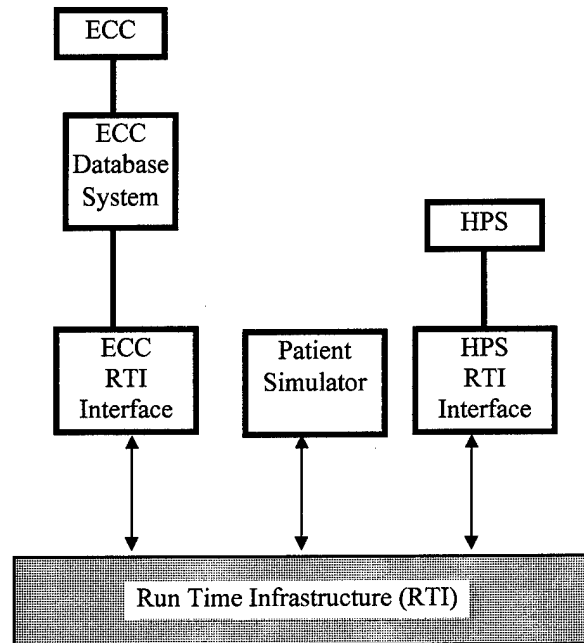 ECC
ECC
Database
System
HPS
ECC
RTI
Interface
Patient
Simulator
HPS
RTI
Interface
Run Time Infrastructure (RTI)